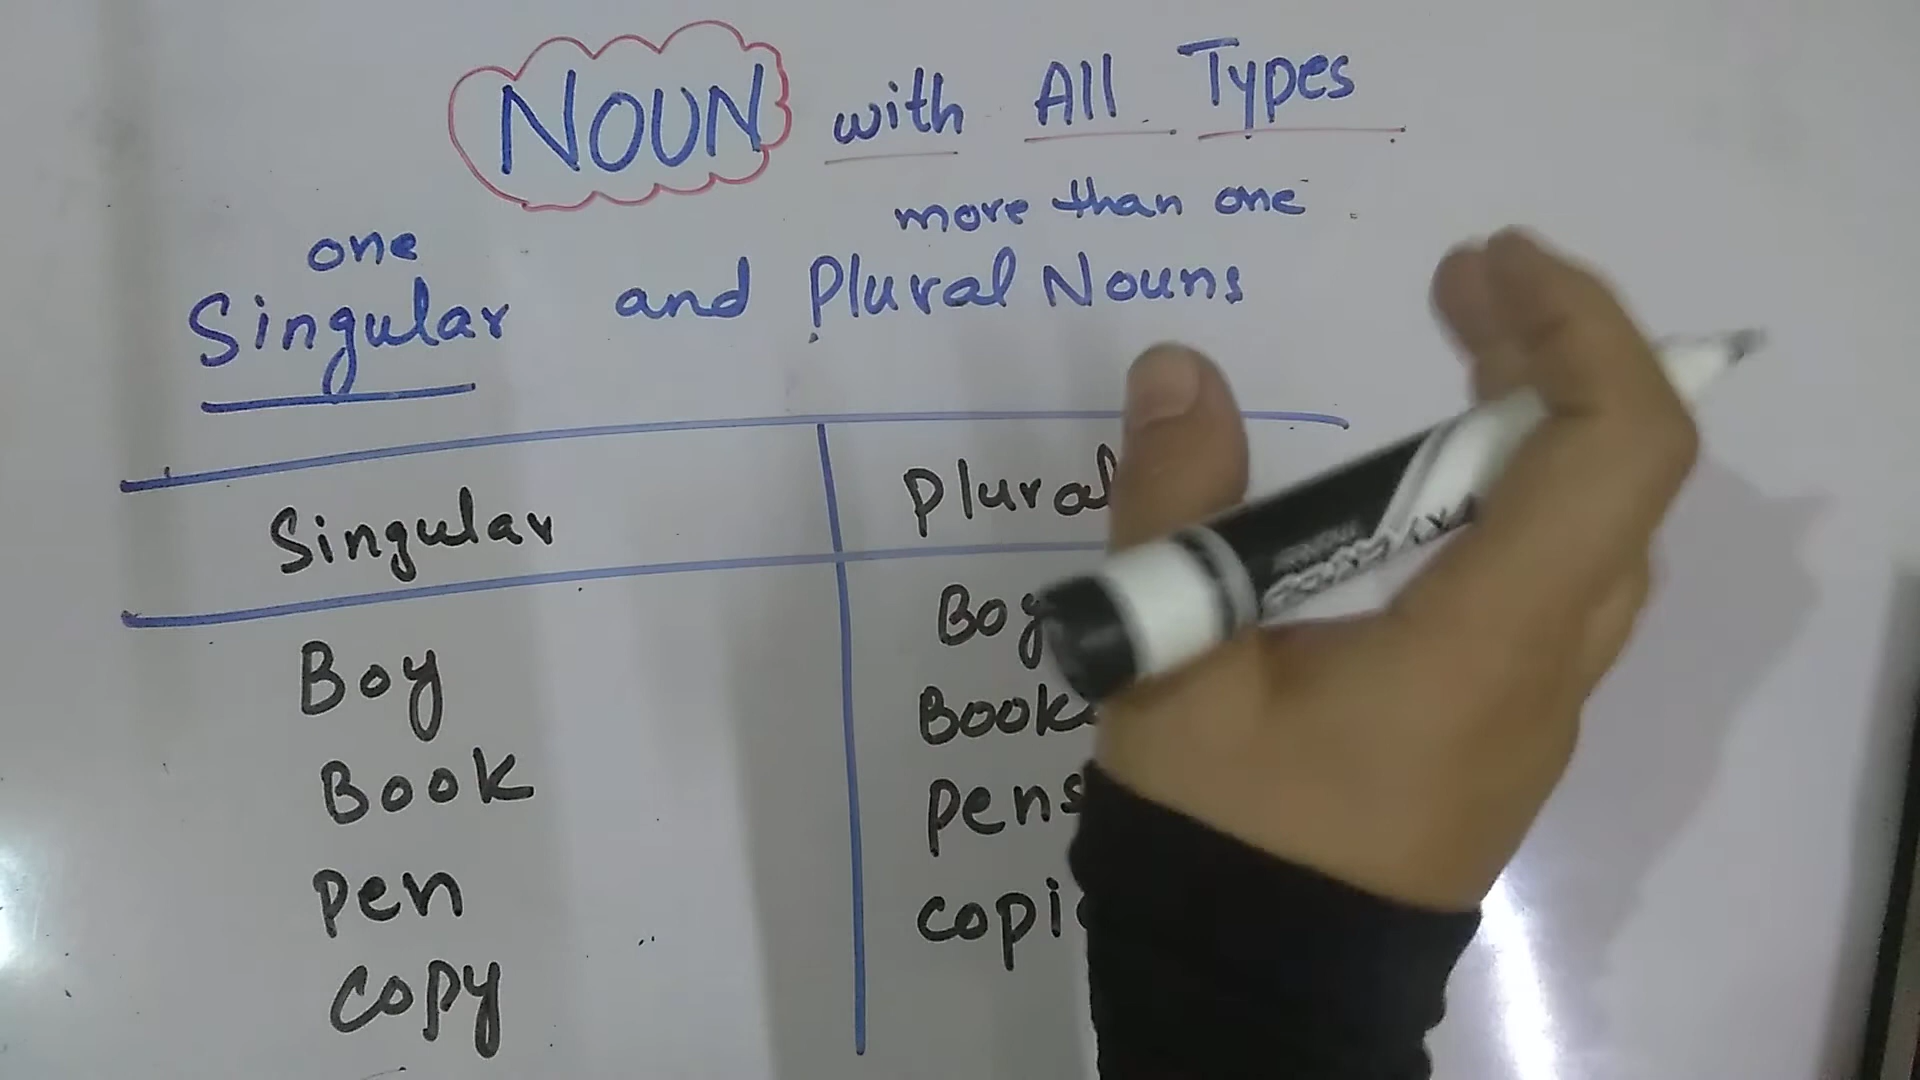 NOUN with All Types
one
more than one
Singular and Plural Nouns
Singular
Plural
Boy
Book
Pen
Copy
Boy
Book
Pens
Copi